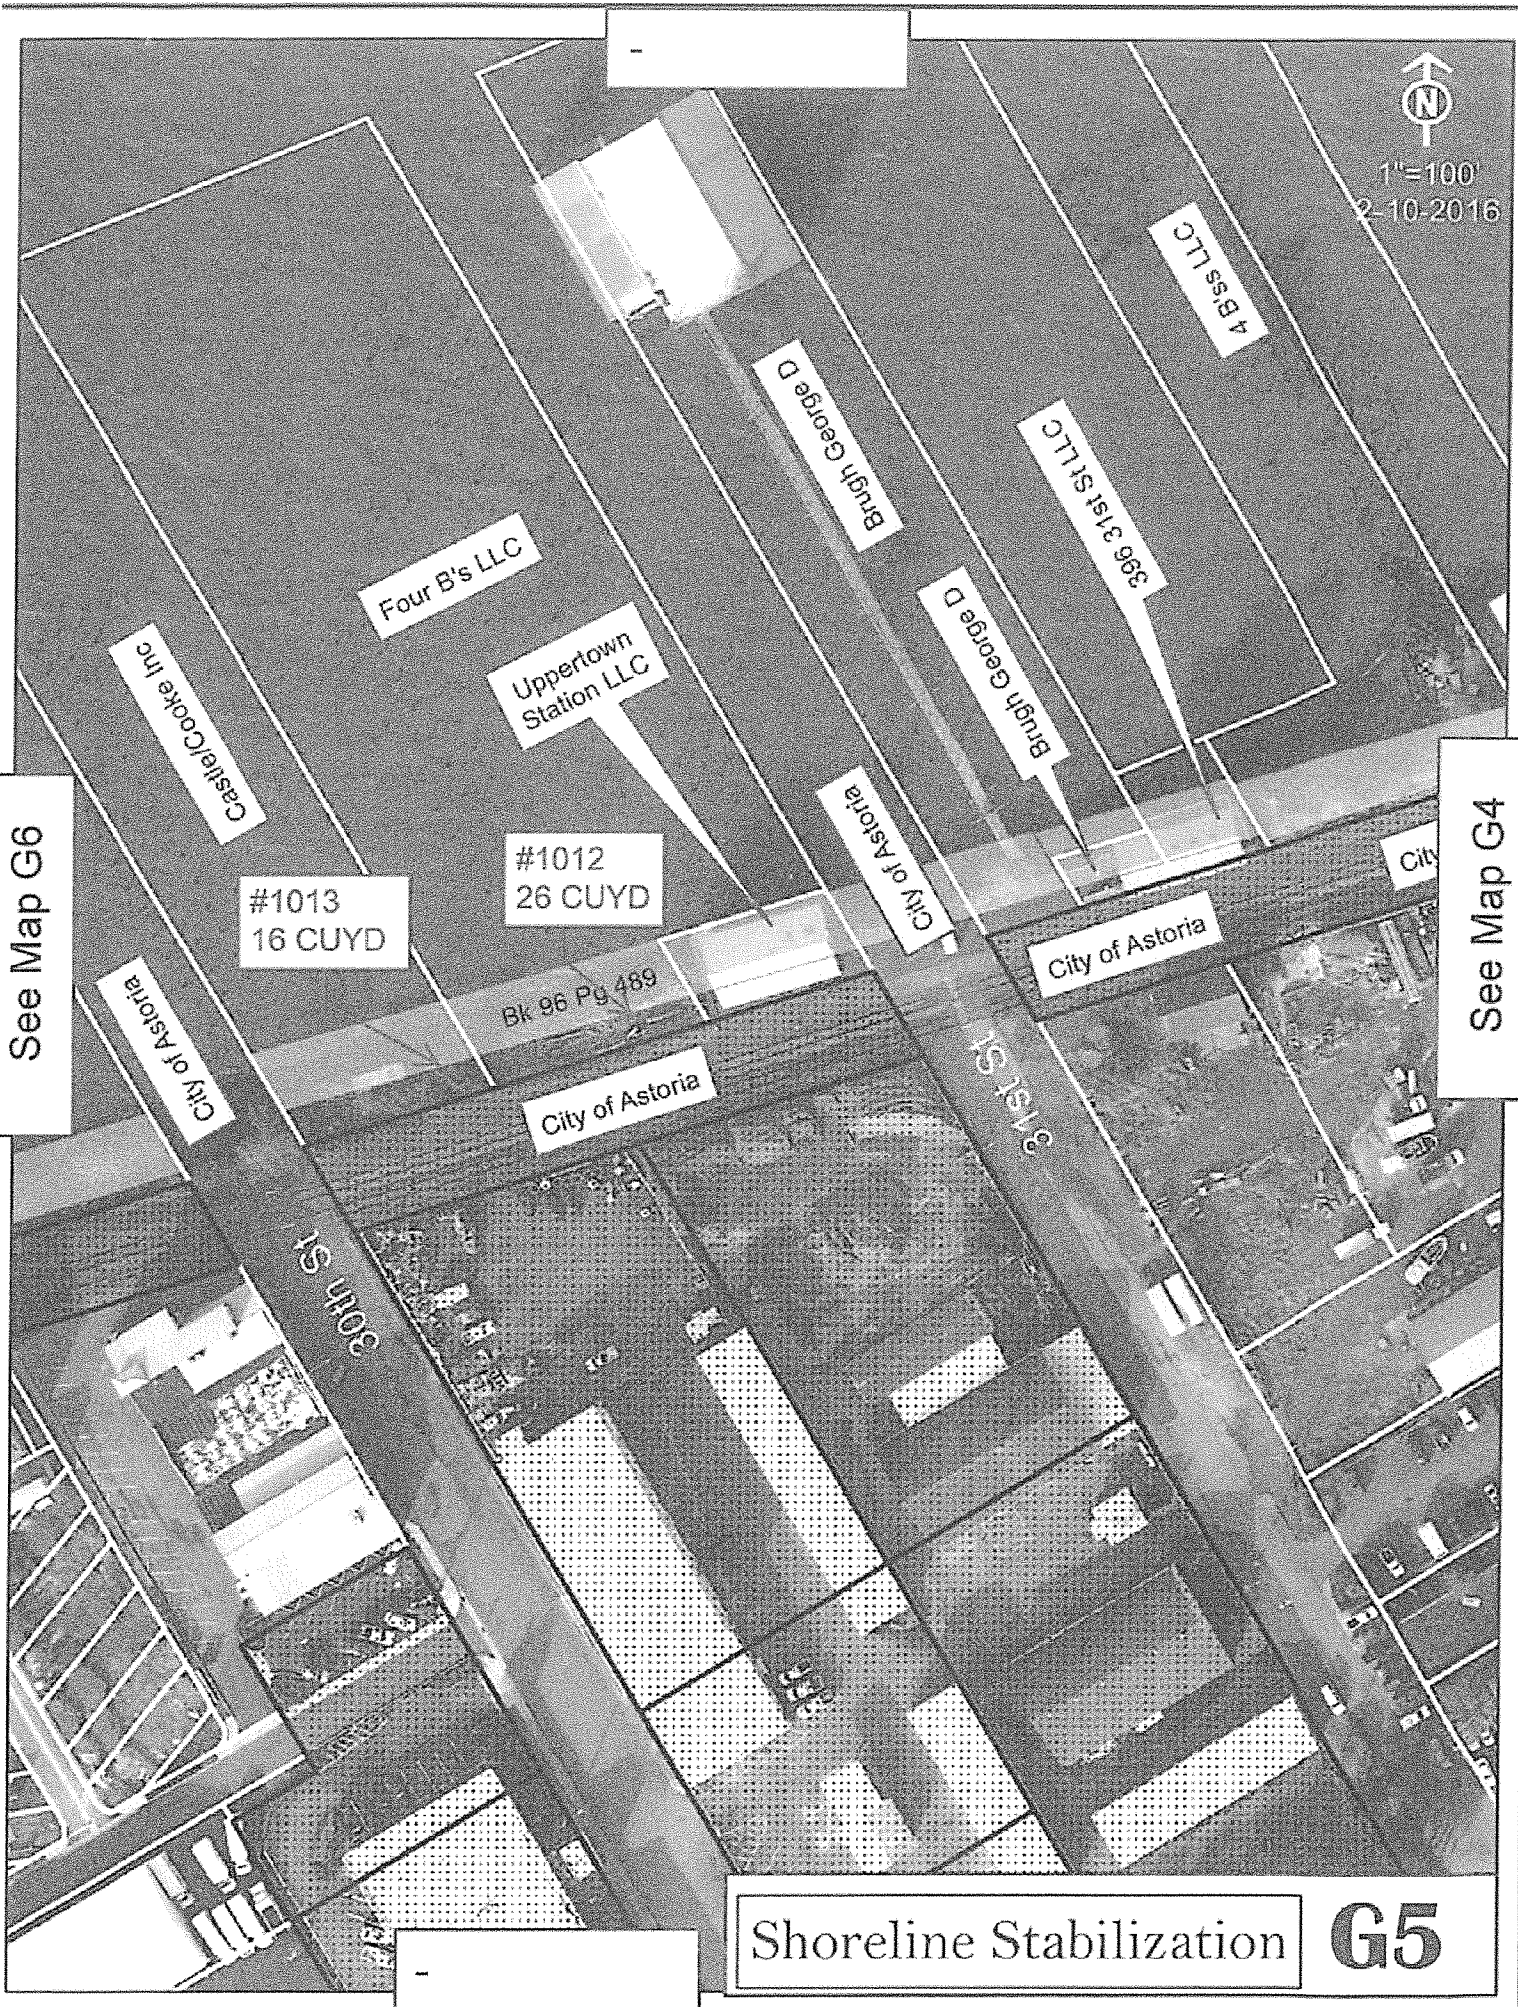 -
N
1"=100'
2-10-2016
4 B'ss LLC
Brugh George D
396 31st St LLC
Four B's LLC
Brugh George D
Uppertown
Station LLC
Castle/Cooke Inc
City of Astoria
See Map G6
See Map G4
#1012
26 CUYD
#1013
16 CUYD
City
City of Astoria
Bk 96 Pg 489
City of Astoria
City of Astoria
31st St
30th St
Shoreline Stabilization
G5
-